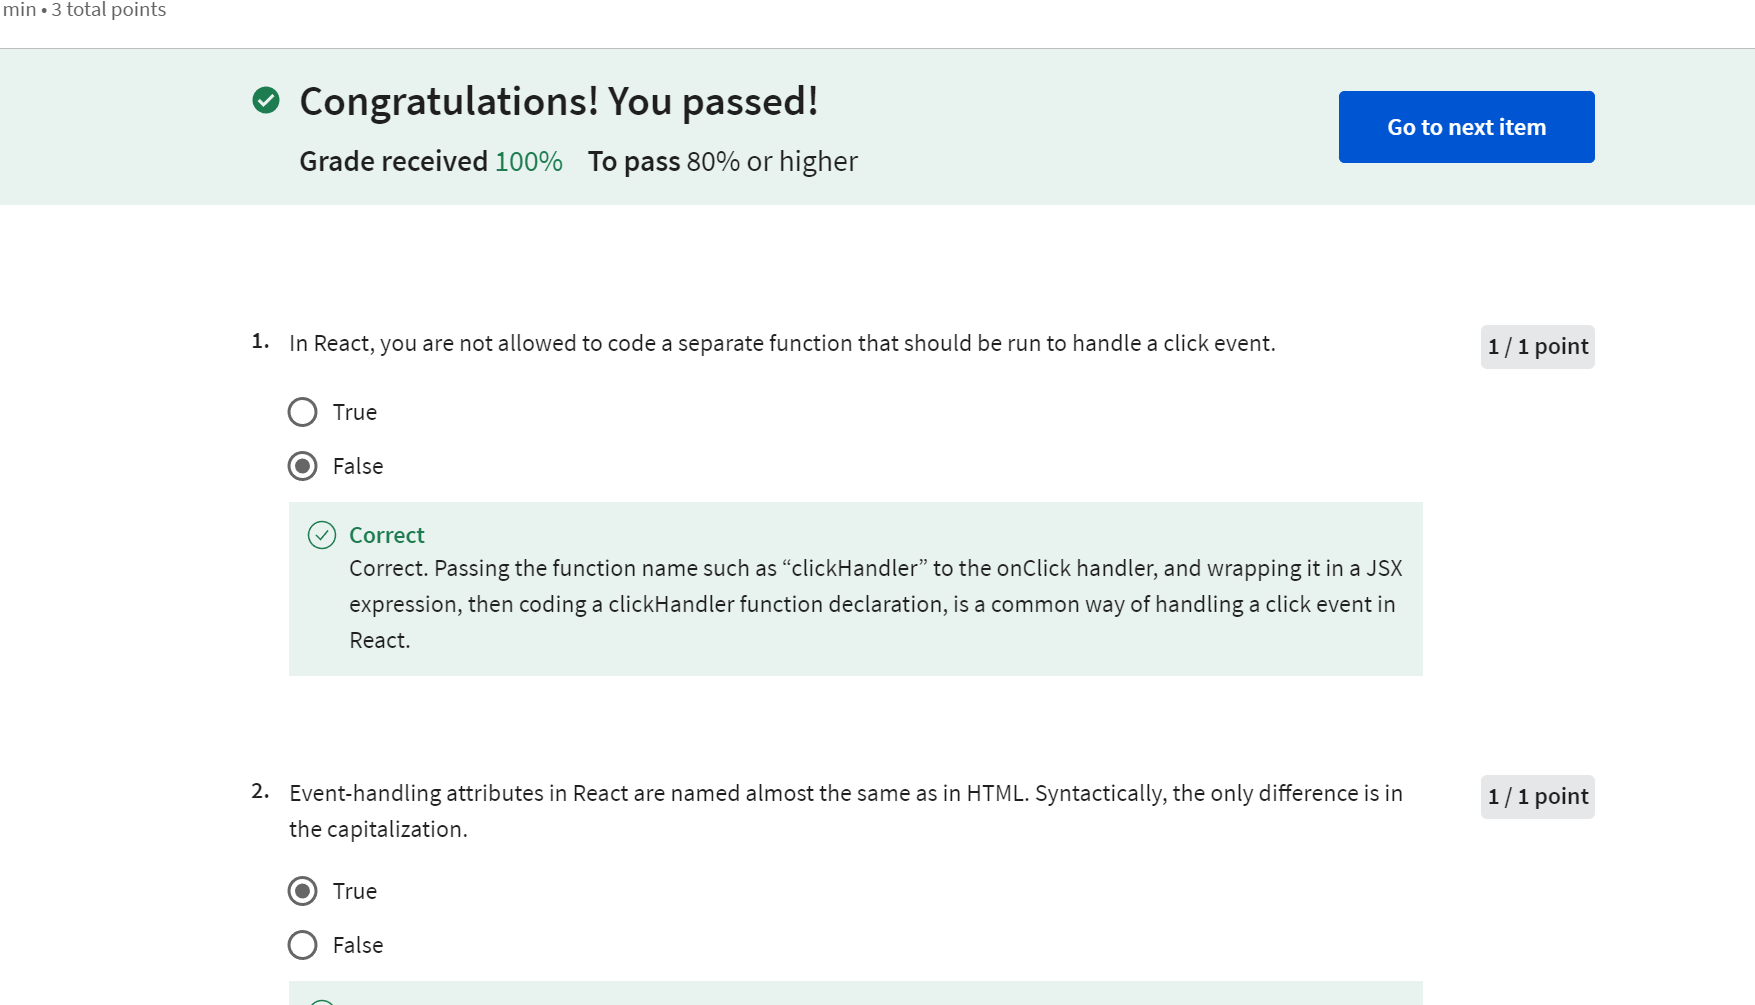 min • 3 total points
Congratulations! You passed!
Go to next item
Grade received 100% To pass 80% or higher
1. In React, you are not allowed to code a separate function that should be run to handle a click event.
1 / 1 point
True
False
Correct
Correct. Passing the function name such as “clickHandler” to the onClick handler, and wrapping it in a JSX
expression, then coding a clickHandler function declaration, is a common way of handling a click event in
React.
2. Event-handling attributes in React are named almost the same as in HTML. Syntactically, the only difference is in
the capitalization.
1 / 1 point
True
False